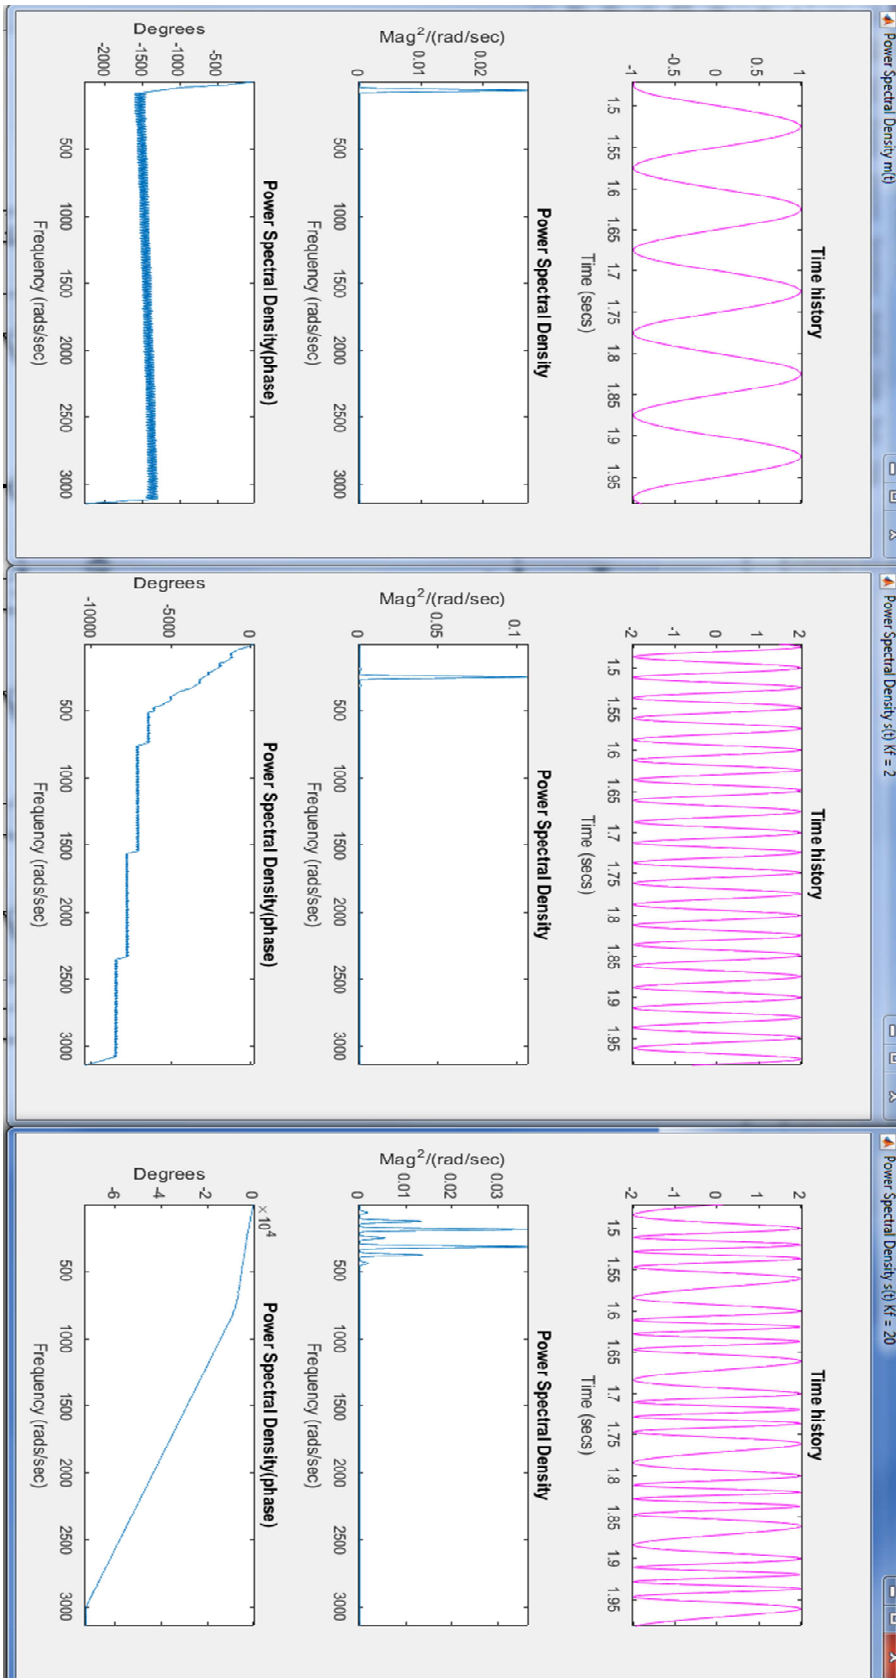 Power Spectral Density m(t)
Time history
1
0.5
0
-0.5
-1
1.5 1.55 1.6 1.65 1.7 1.75 1.8 1.85 1.9 1.95
Time (secs)
Power Spectral Density
Mag²/(rad/sec)
0.02
0.01
0
500 1000 1500 2000 2500 3000
Frequency (rads/sec)
Power Spectral Density(phase)
Degrees
-500
-1000
-1500
-2000
500 1000 1500 2000 2500 3000
Frequency (rads/sec)
Power Spectral Density s(t) Kf = 2
Time history
2
1
0
-1
-2
1.5 1.55 1.6 1.65 1.7 1.75 1.8 1.85 1.9 1.95
Time (secs)
Power Spectral Density
Mag²/(rad/sec)
0.1
0.05
0
500 1000 1500 2000 2500 3000
Frequency (rads/sec)
Power Spectral Density(phase)
Degrees
0
-5000
-10000
500 1000 1500 2000 2500 3000
Frequency (rads/sec)
Power Spectral Density s(t) Kf = 20
Time history
2
1
0
-1
-2
1.5 1.55 1.6 1.65 1.7 1.75 1.8 1.85 1.9 1.95
Time (secs)
Power Spectral Density
Mag²/(rad/sec)
0.03
0.02
0.01
0
500 1000 1500 2000 2500 3000
Frequency (rads/sec)
Power Spectral Density(phase)
×10⁴
Degrees
0
-2
-4
-6
500 1000 1500 2000 2500 3000
Frequency (rads/sec)